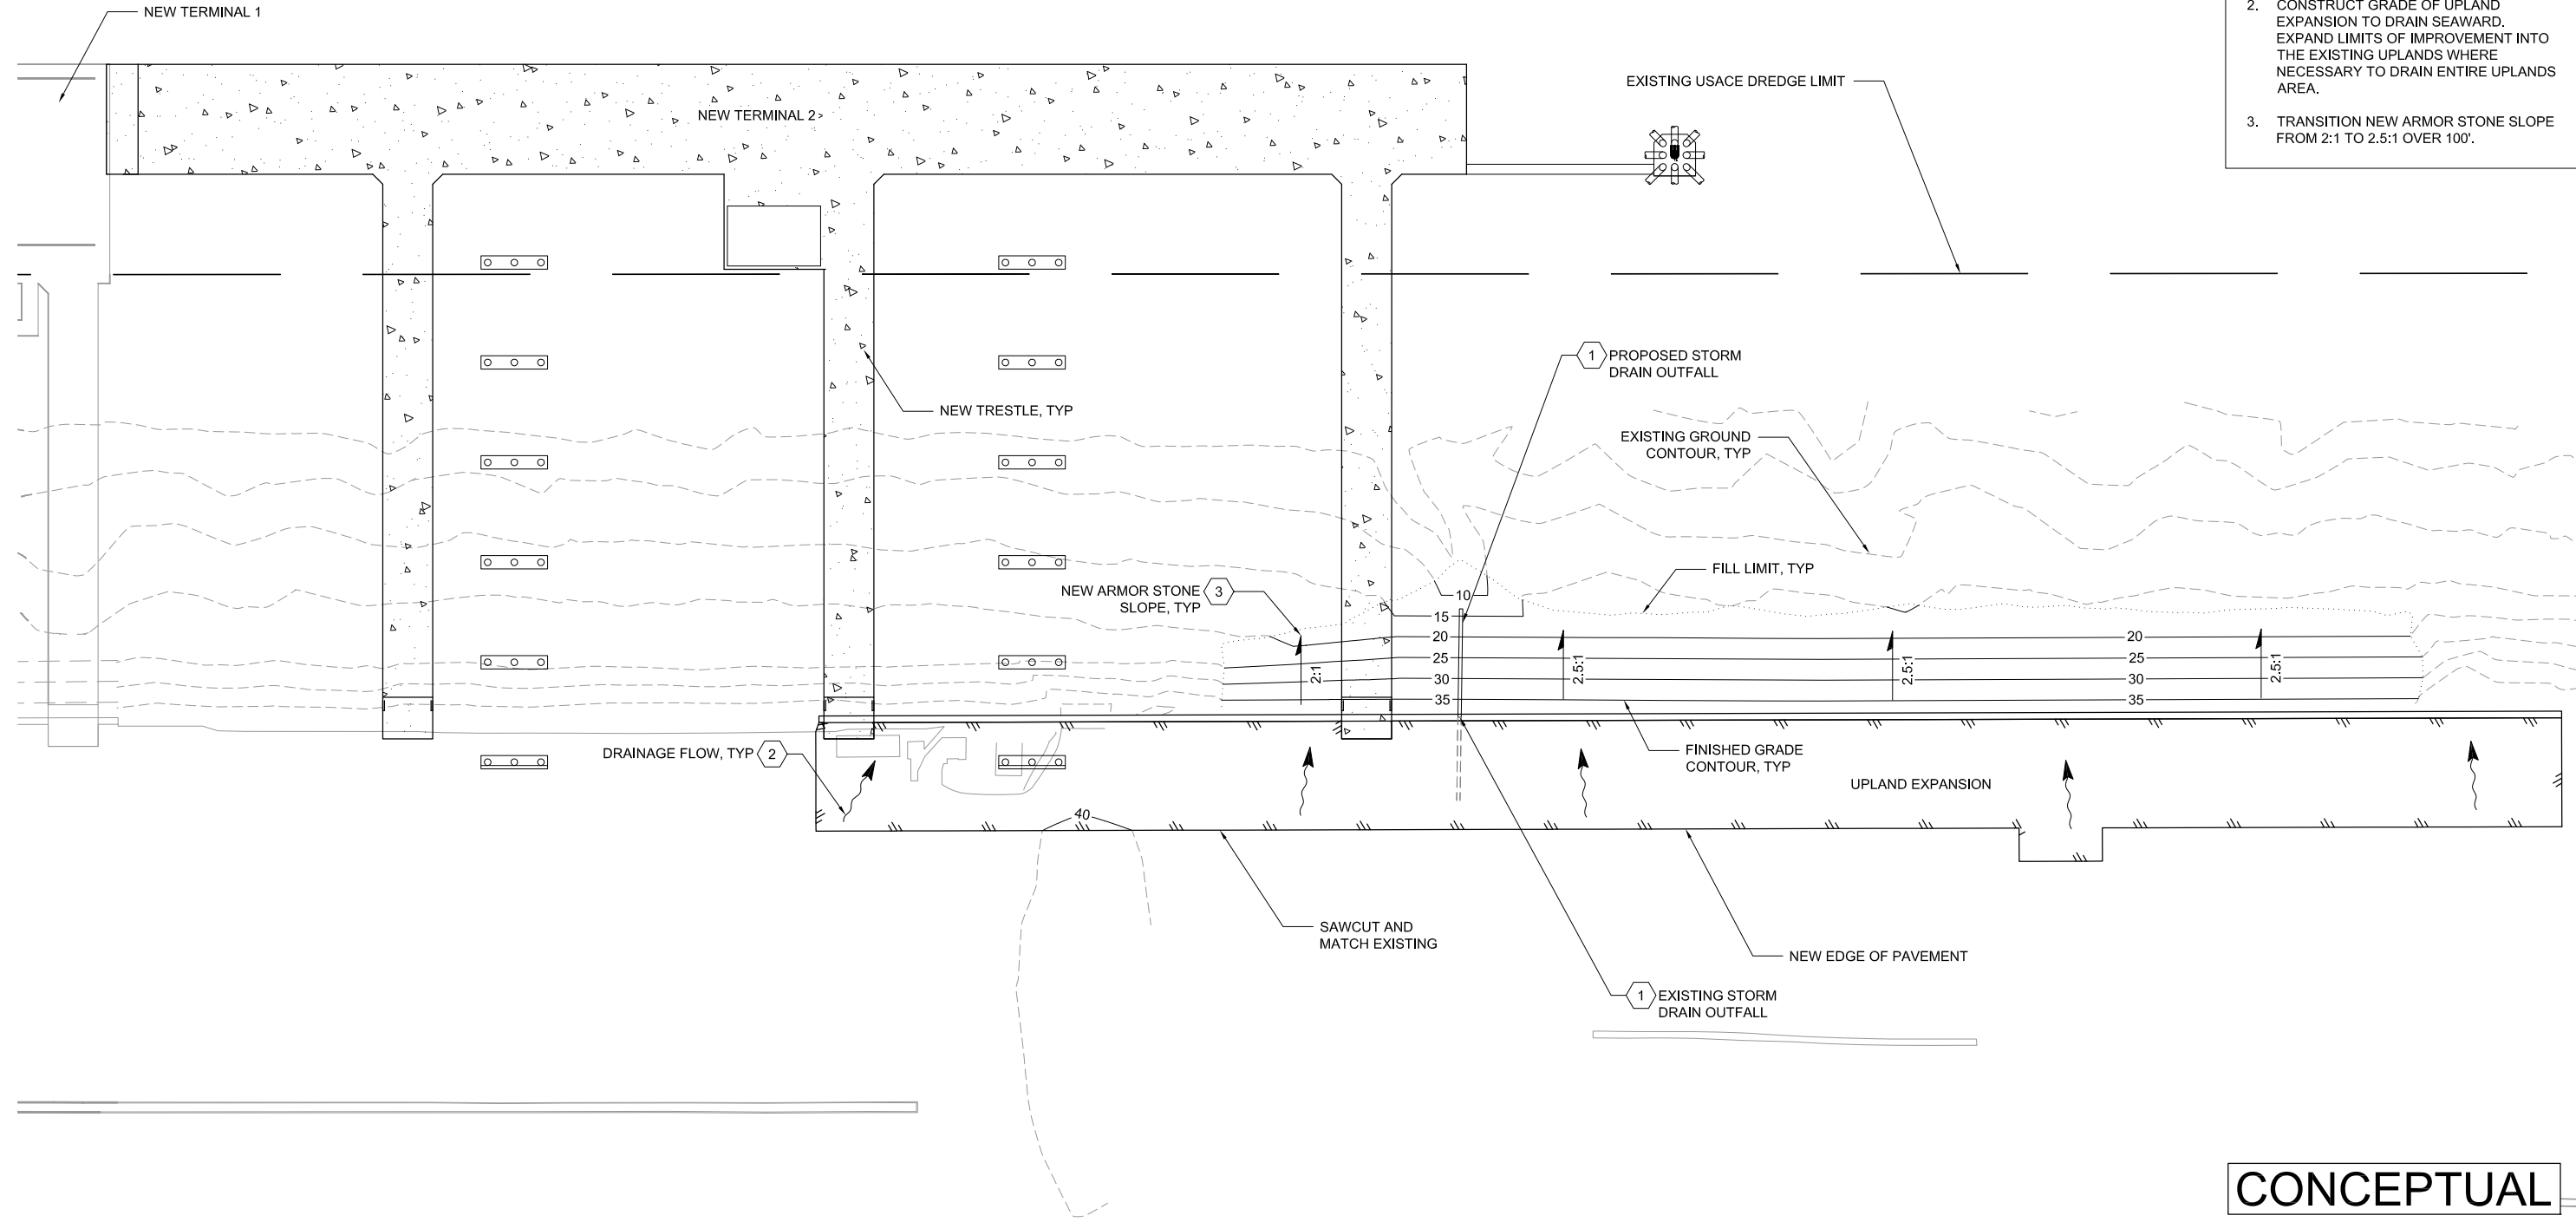 NEW TERMINAL 1
2. CONSTRUCT GRADE OF UPLAND
EXPANSION TO DRAIN SEAWARD.
EXPAND LIMITS OF IMPROVEMENT INTO
THE EXISTING UPLANDS WHERE
NECESSARY TO DRAIN ENTIRE UPLANDS
AREA.
3. TRANSITION NEW ARMOR STONE SLOPE
FROM 2:1 TO 2.5:1 OVER 100'.
EXISTING USACE DREDGE LIMIT
NEW TERMINAL 2
1 PROPOSED STORM
DRAIN OUTFALL
NEW TRESTLE, TYP
EXISTING GROUND
CONTOUR, TYP
FILL LIMIT, TYP
NEW ARMOR STONE 3
SLOPE, TYP
10
15
20
20
25
25
30
30
35
35
2:1
2.5:1
2.5:1
2.5:1
DRAINAGE FLOW, TYP 2
FINISHED GRADE
CONTOUR, TYP
UPLAND EXPANSION
40
SAWCUT AND
MATCH EXISTING
NEW EDGE OF PAVEMENT
1 EXISTING STORM
DRAIN OUTFALL
CONCEPTUAL